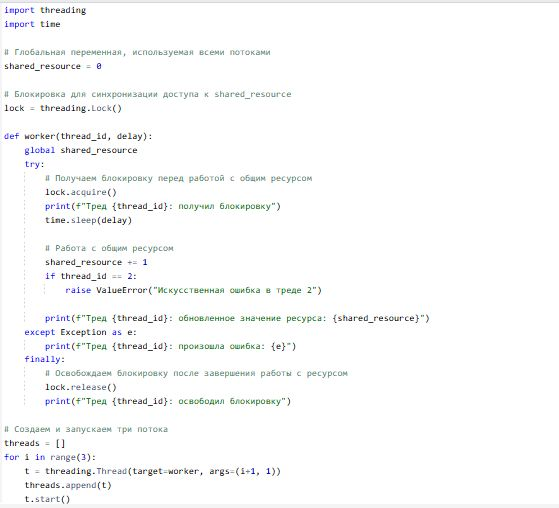 import threading
import time

# Глобальная переменная, используемая всеми потоками
shared_resource = 0

# Блокировка для синхронизации доступа к shared_resource
lock = threading.Lock()

def worker(thread_id, delay):
    global shared_resource
    try:
        # Получаем блокировку перед работой с общим ресурсом
        lock.acquire()
        print(f"Тред {thread_id}: получил блокировку")
        time.sleep(delay)

        # Работа с общим ресурсом
        shared_resource += 1
        if thread_id == 2:
            raise ValueError("Искусственная ошибка в треде 2")

        print(f"Тред {thread_id}: обновленное значение ресурса: {shared_resource}")
    except Exception as e:
        print(f"Тред {thread_id}: произошла ошибка: {e}")
    finally:
        # Освобождаем блокировку после завершения работы с ресурсом
        lock.release()
        print(f"Тред {thread_id}: освободил блокировку")

# Создаем и запускаем три потока
threads = []
for i in range(3):
    t = threading.Thread(target=worker, args=(i+1, 1))
    threads.append(t)
    t.start()